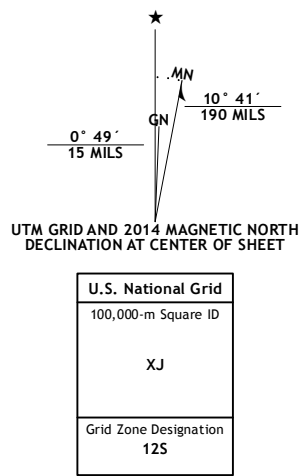 ★
MN
GN
10° 41´
190 MILS
0° 49´
15 MILS
UTM GRID AND 2014 MAGNETIC NORTH
DECLINATION AT CENTER OF SHEET
U.S. National Grid
100,000-m Square ID
XJ
Grid Zone Designation
12S